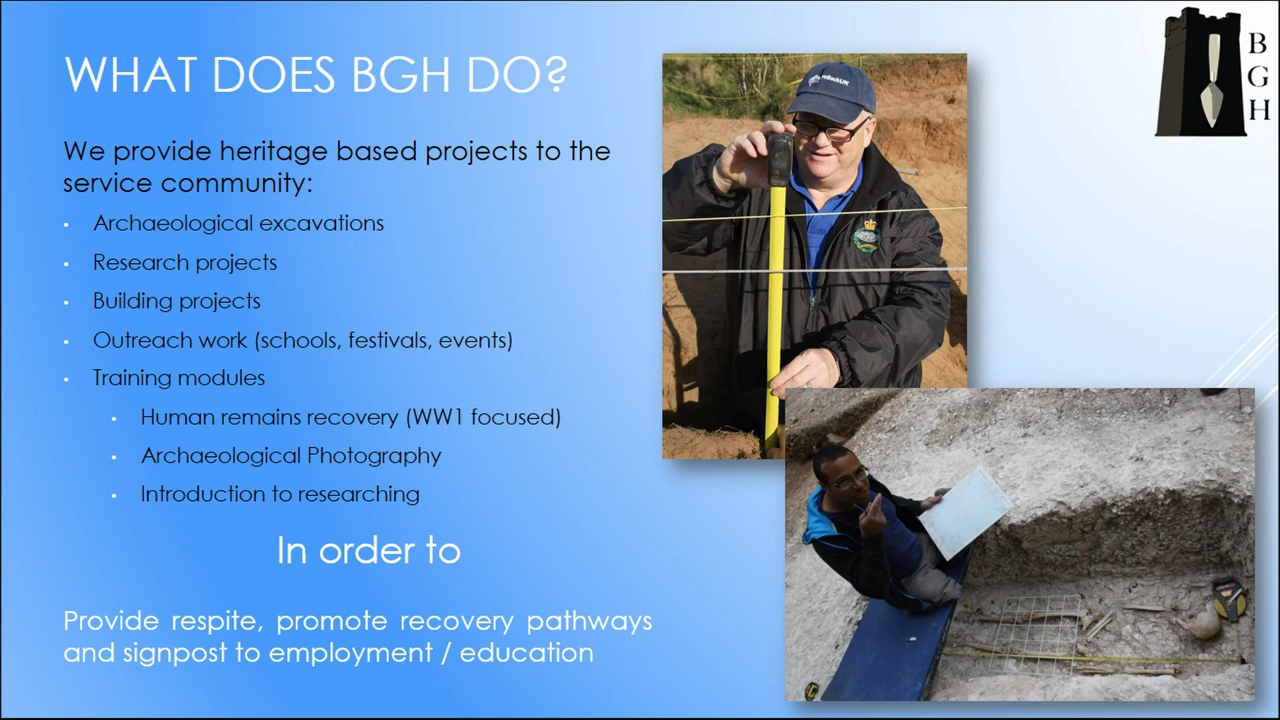 WHAT DOES BGH DO?
We provide heritage based projects to the
service community:
Archaeological excavations
Research projects
Building projects
Outreach work (schools, festivals, events)
Training modules
Human remains recovery (WW1 focused)
Archaeological Photography
Introduction to researching
In order to
Provide respite, promote recovery pathways
and signpost to employment / education
B
G
H